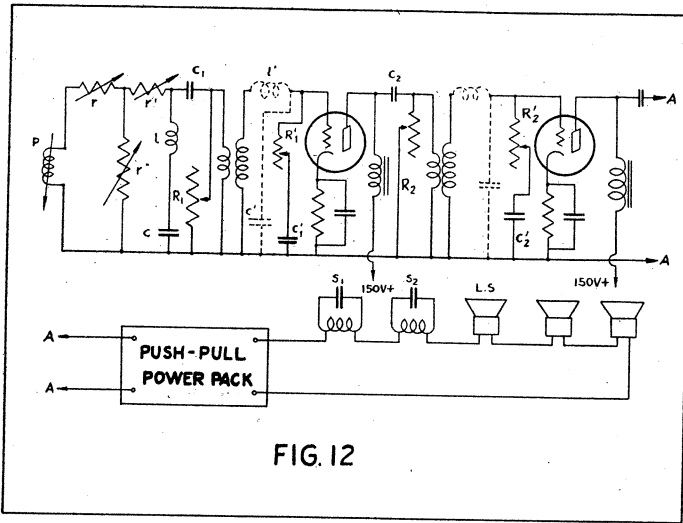 P
r
r'
r"
l
c
C₁
R₁
l'
c'
R'₁
c'₁
C₂
R₂
R'₂
C'₂
A
A
150V+
150V+
S₁
S₂
L.S
A
A
PUSH-PULL
POWER PACK
FIG. 12